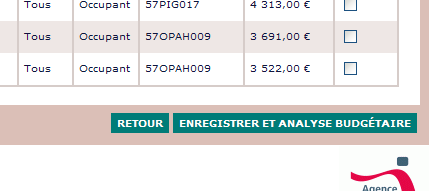 Tous Occupant 57PIG017 4 313,00 €
Tous Occupant 57OPAH009 3 691,00 €
Tous Occupant 57OPAH009 3 522,00 €
RETOUR ENREGISTRER ET ANALYSE BUDGÉTAIRE
Agence